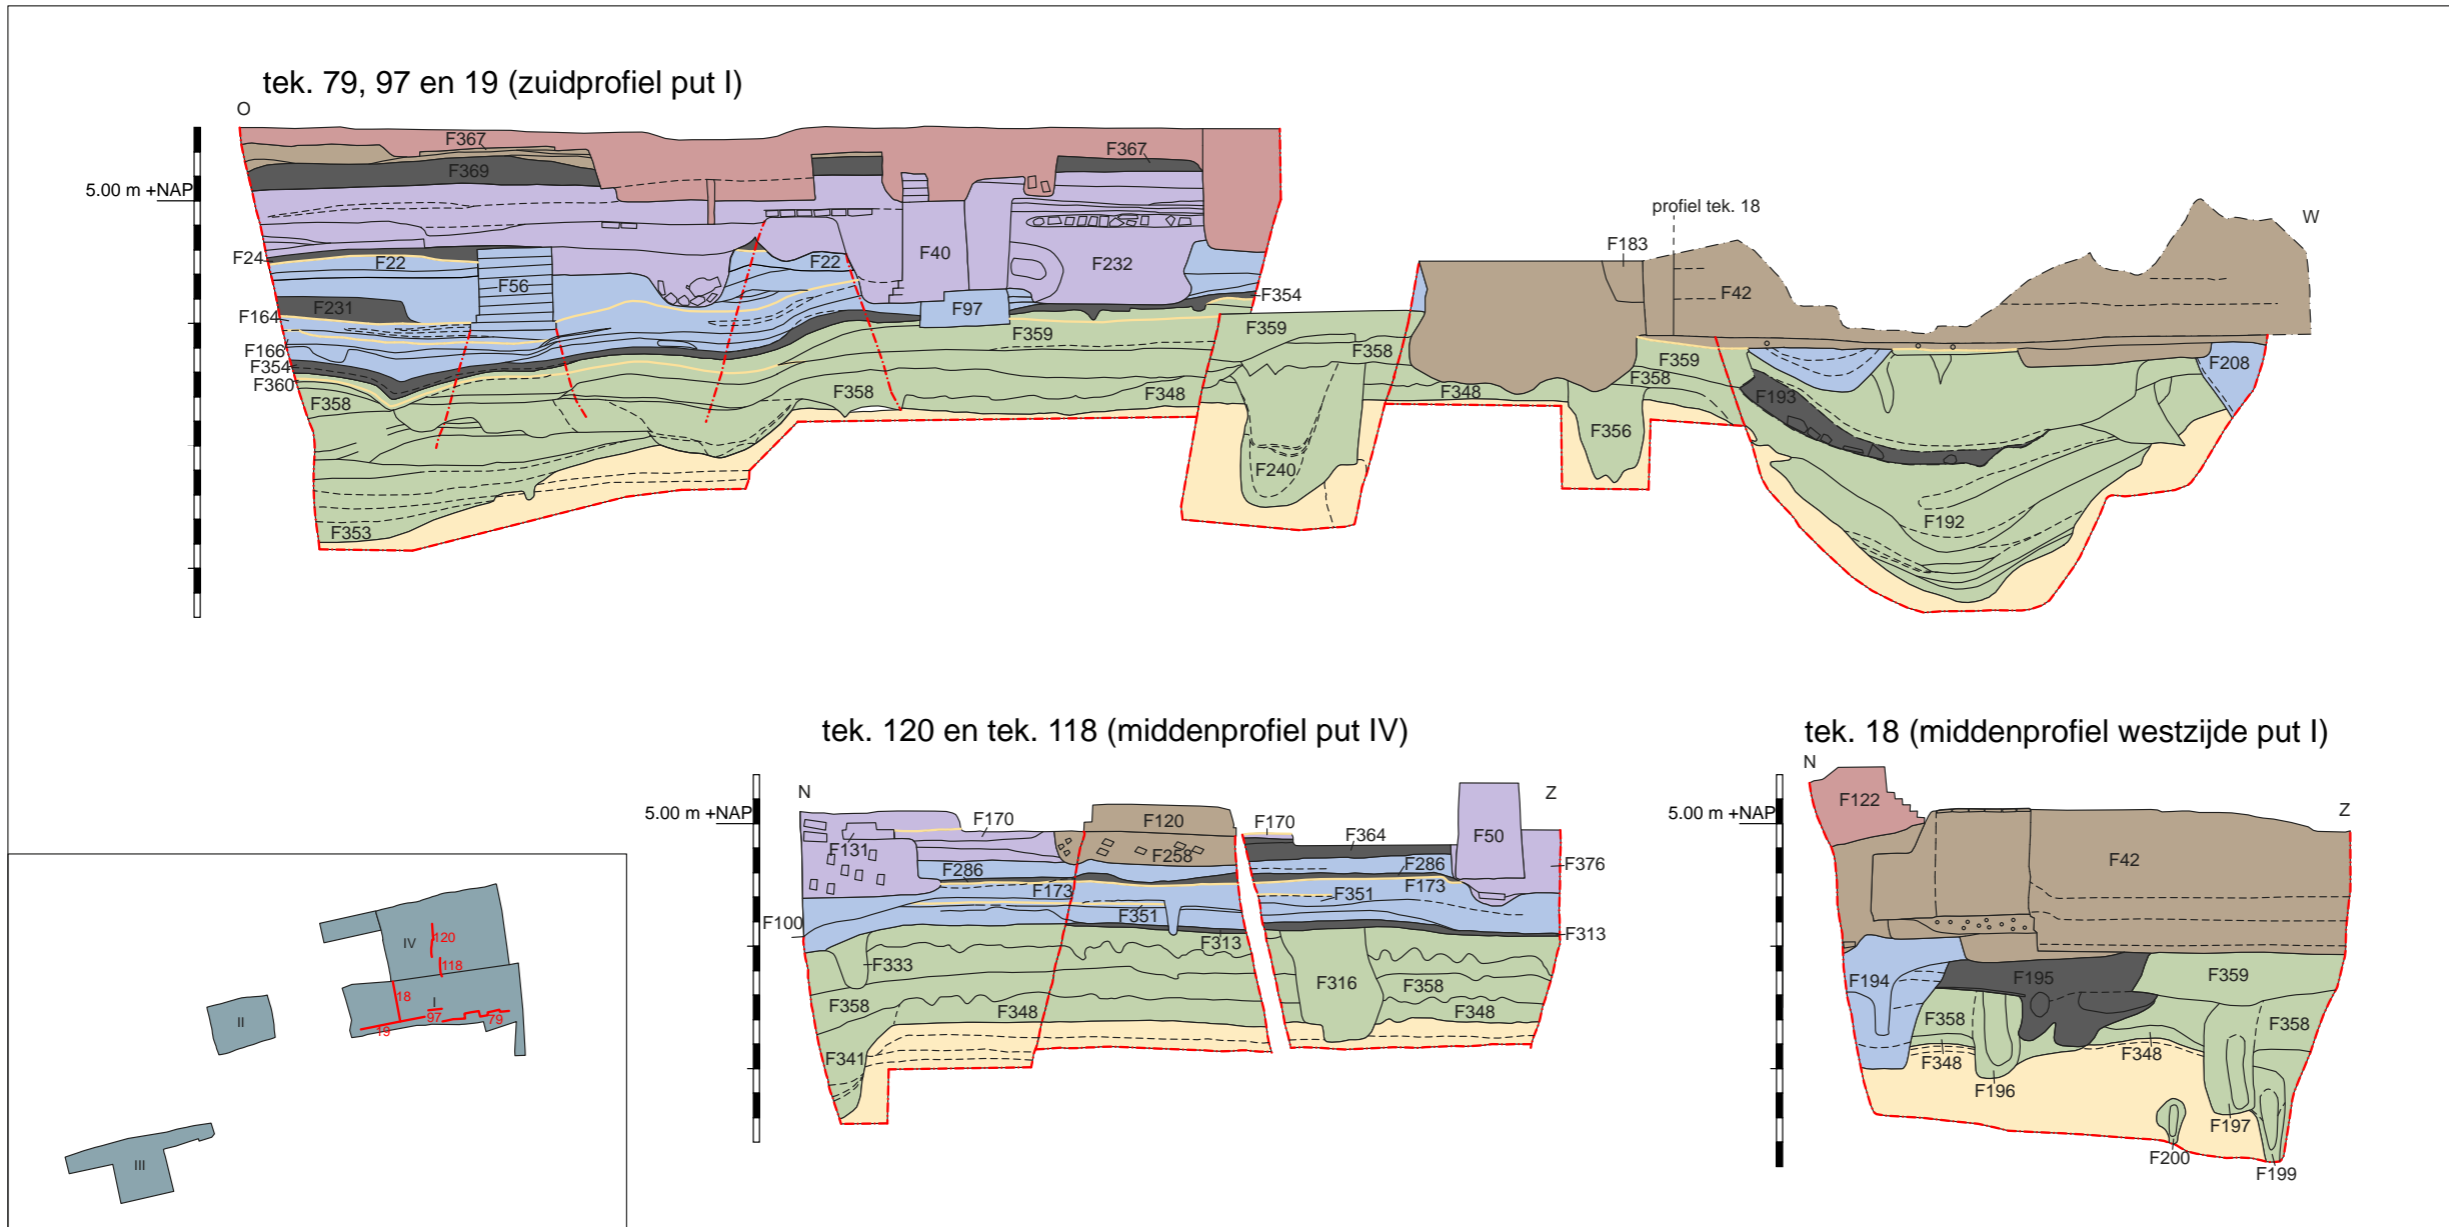 tek. 79, 97 en 19 (zuidprofiel put I)
O
F367
F367
F369
5.00 m +NAP
profiel tek. 18
W
F183
F24
F22
F22
F40
F232
F56
F42
F231
F97
F354
F164
F359
F359
F358
F359
F166
F208
F354
F360
F358
F358
F348
F348
F358
F193
F356
F240
F192
F353
tek. 120 en tek. 118 (middenprofiel put IV)
N
Z
5.00 m +NAP
F170
F120
F170
F364
F50
F131
F258
F286
F286
F376
F173
F351
F173
F100
F351
F313
F313
F333
F358
F316
F358
F348
F348
F341
tek. 18 (middenprofiel westzijde put I)
N
Z
5.00 m +NAP
F122
F42
F194
F195
F359
F358
F358
F348
F348
F196
F197
F200
F199
IV
120
118
18
I
97
79
19
II
III